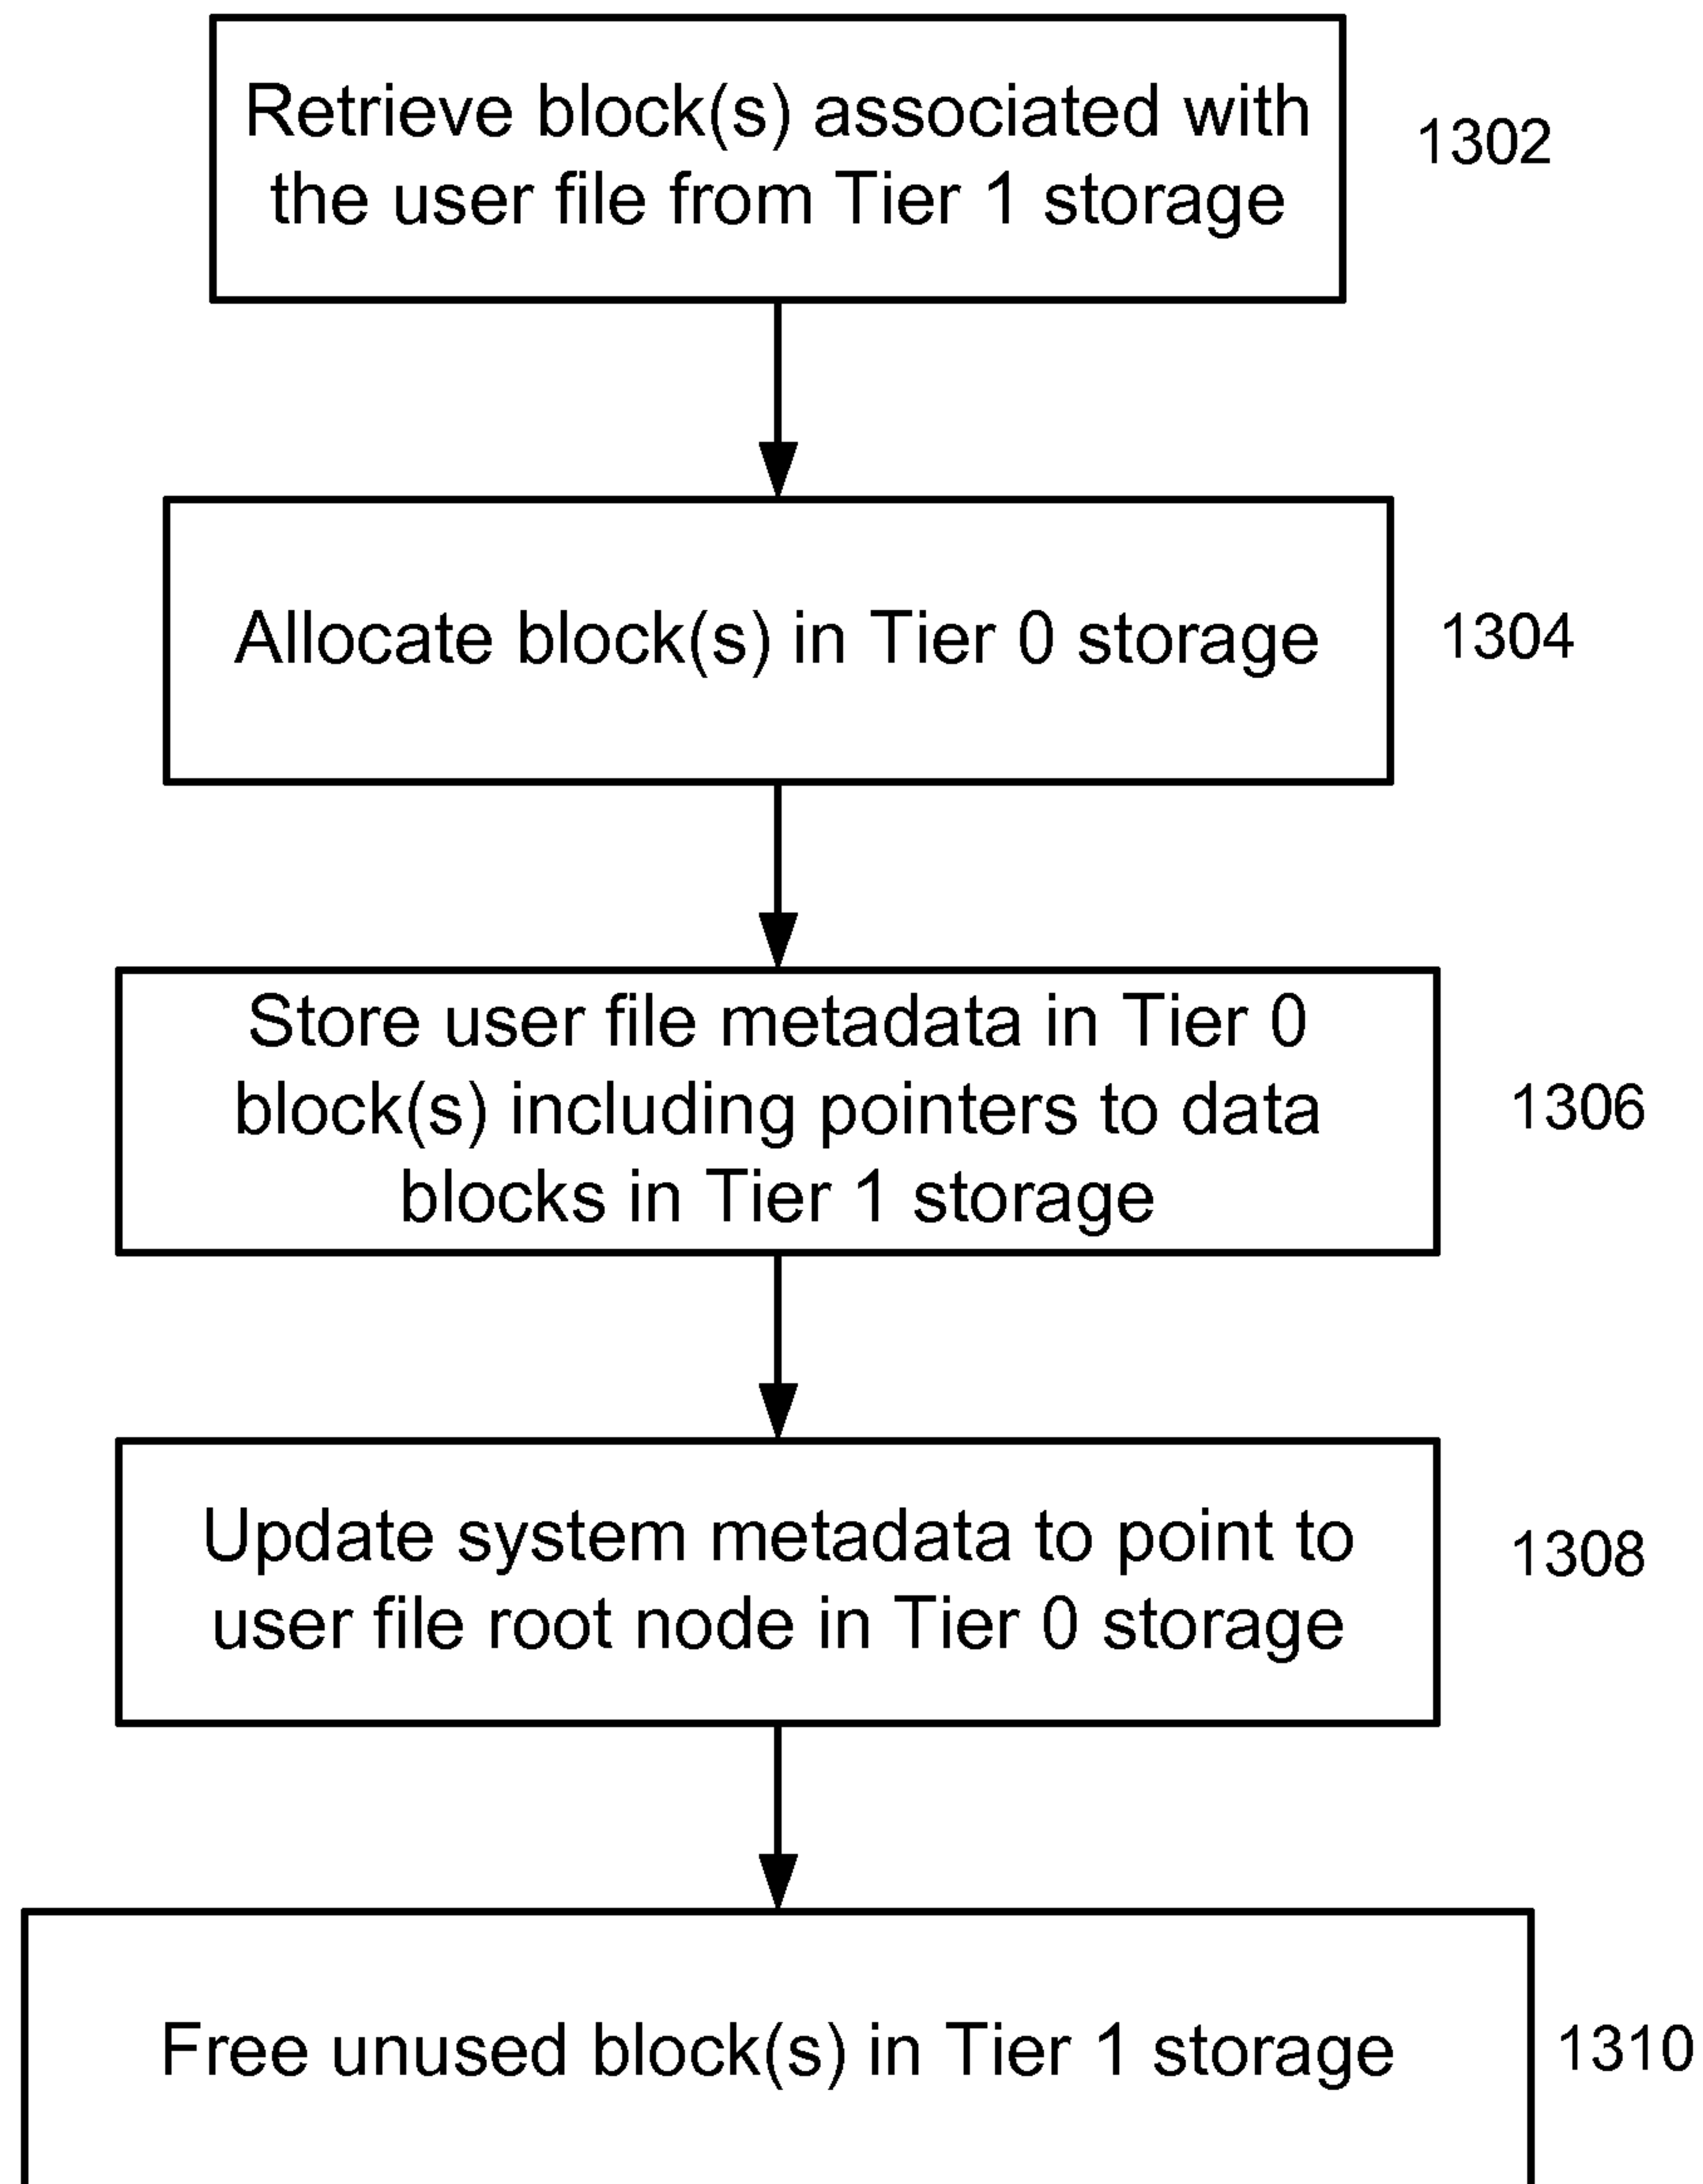 Retrieve block(s) associated with
the user file from Tier 1 storage
1302
Allocate block(s) in Tier 0 storage
1304
Store user file metadata in Tier 0
block(s) including pointers to data
blocks in Tier 1 storage
1306
Update system metadata to point to
user file root node in Tier 0 storage
1308
Free unused block(s) in Tier 1 storage
1310